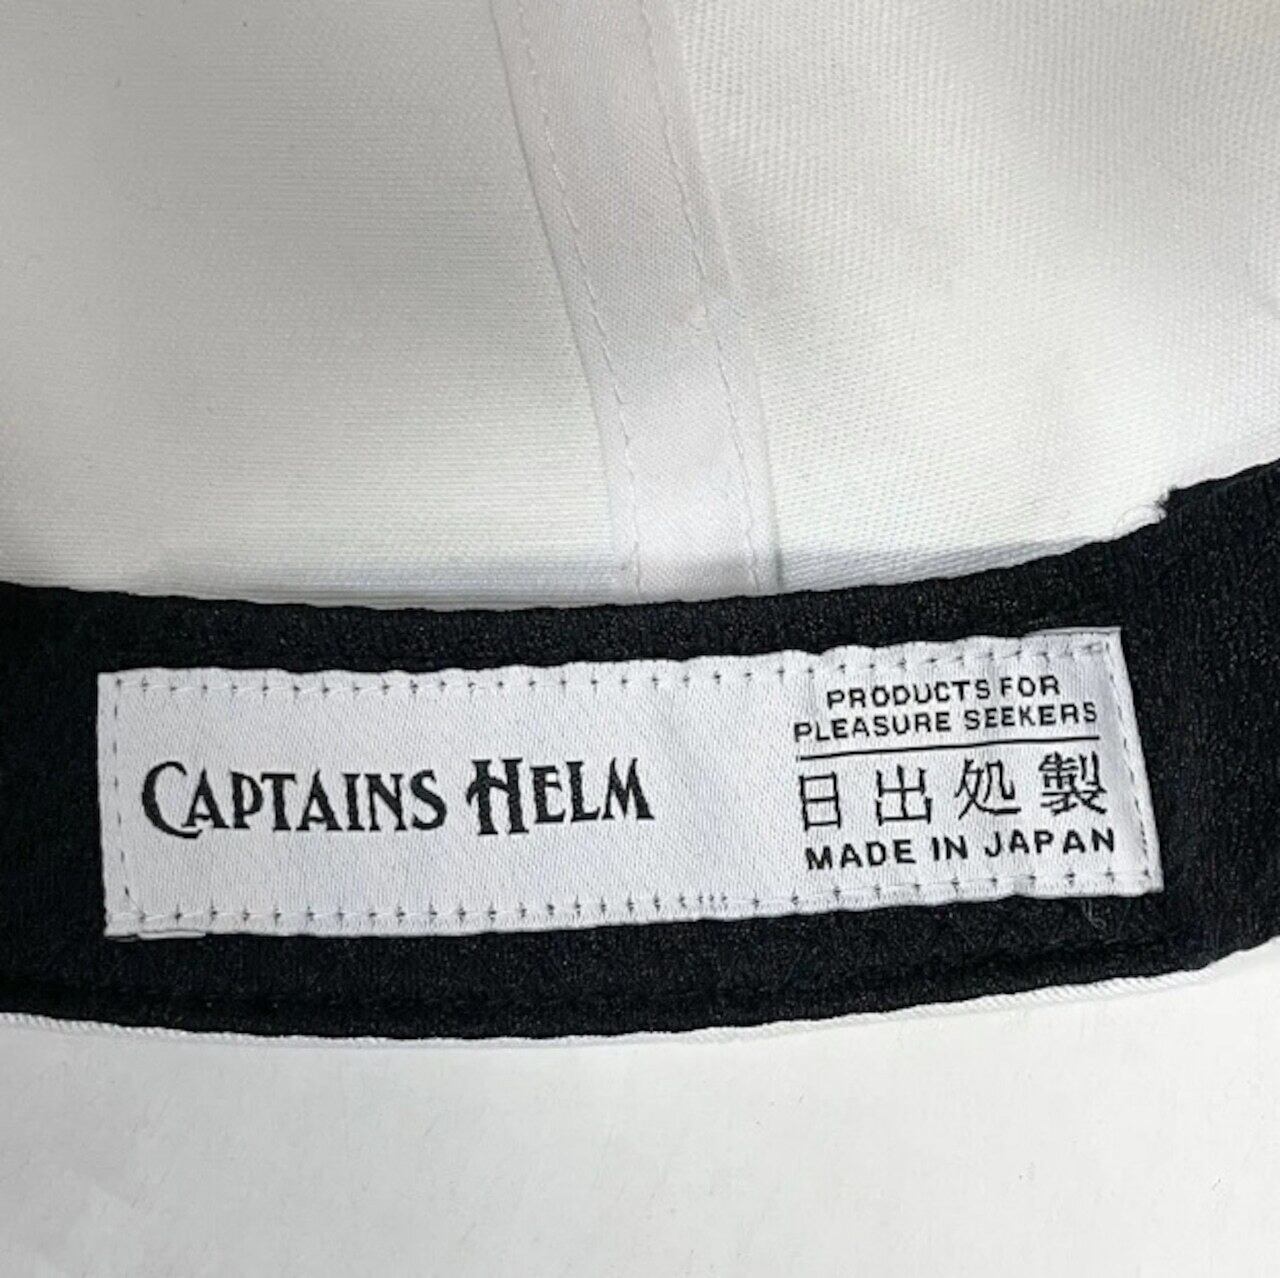 CAPTAINS HELM
PRODUCTS FOR
PLEASURE SEEKERS
日出処製
MADE IN JAPAN